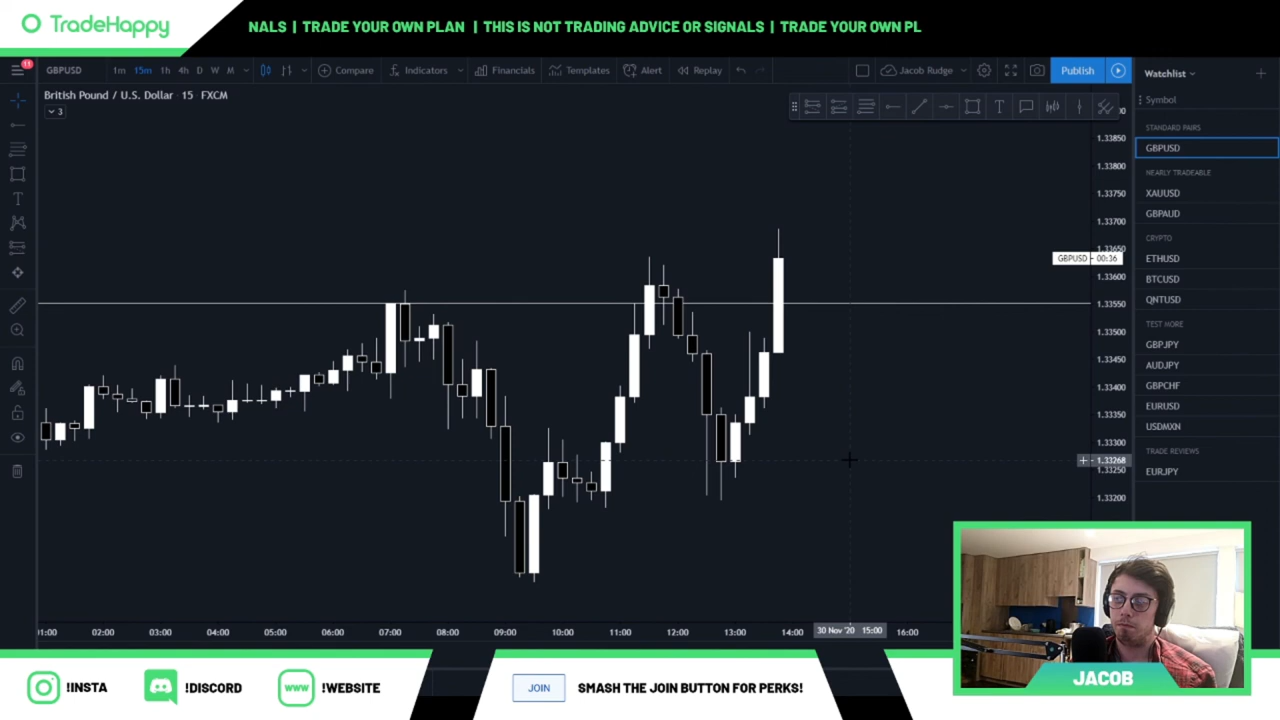 TradeHappy
NALS | TRADE YOUR OWN PLAN | THIS IS NOT TRADING ADVICE OR SIGNALS | TRADE YOUR OWN PL
11
GBPUSD 1m 15m 1h 4h D W M Compare Indicators Financials Templates Alert Replay Jacob Rudge Publish
British Pound / U.S. Dollar · 15 · FXCM
3
1.33850
1.33800
1.33750
1.33700
1.33650
GBPUSD - 00:36
1.33600
1.33550
1.33500
1.33450
1.33400
1.33350
1.33300
1.33268
1.33250
1.33200
01:00 02:00 03:00 04:00 05:00 06:00 07:00 08:00 09:00 10:00 11:00 12:00 13:00 14:00 30 Nov '20 15:00 16:00
Watchlist
Symbol
STANDARD PAIRS
GBPUSD
NEARLY TRADEABLE
XAUUSD
GBPAUD
CRYPTO
ETHUSD
BTCUSD
QNTUSD
TEST MORE
GBPJPY
AUDJPY
GBPCHF
EURUSD
USDMXN
TRADE REVIEWS
EURJPY
JACOB
!INSTA
!DISCORD
WWW !WEBSITE
JOIN SMASH THE JOIN BUTTON FOR PERKS!